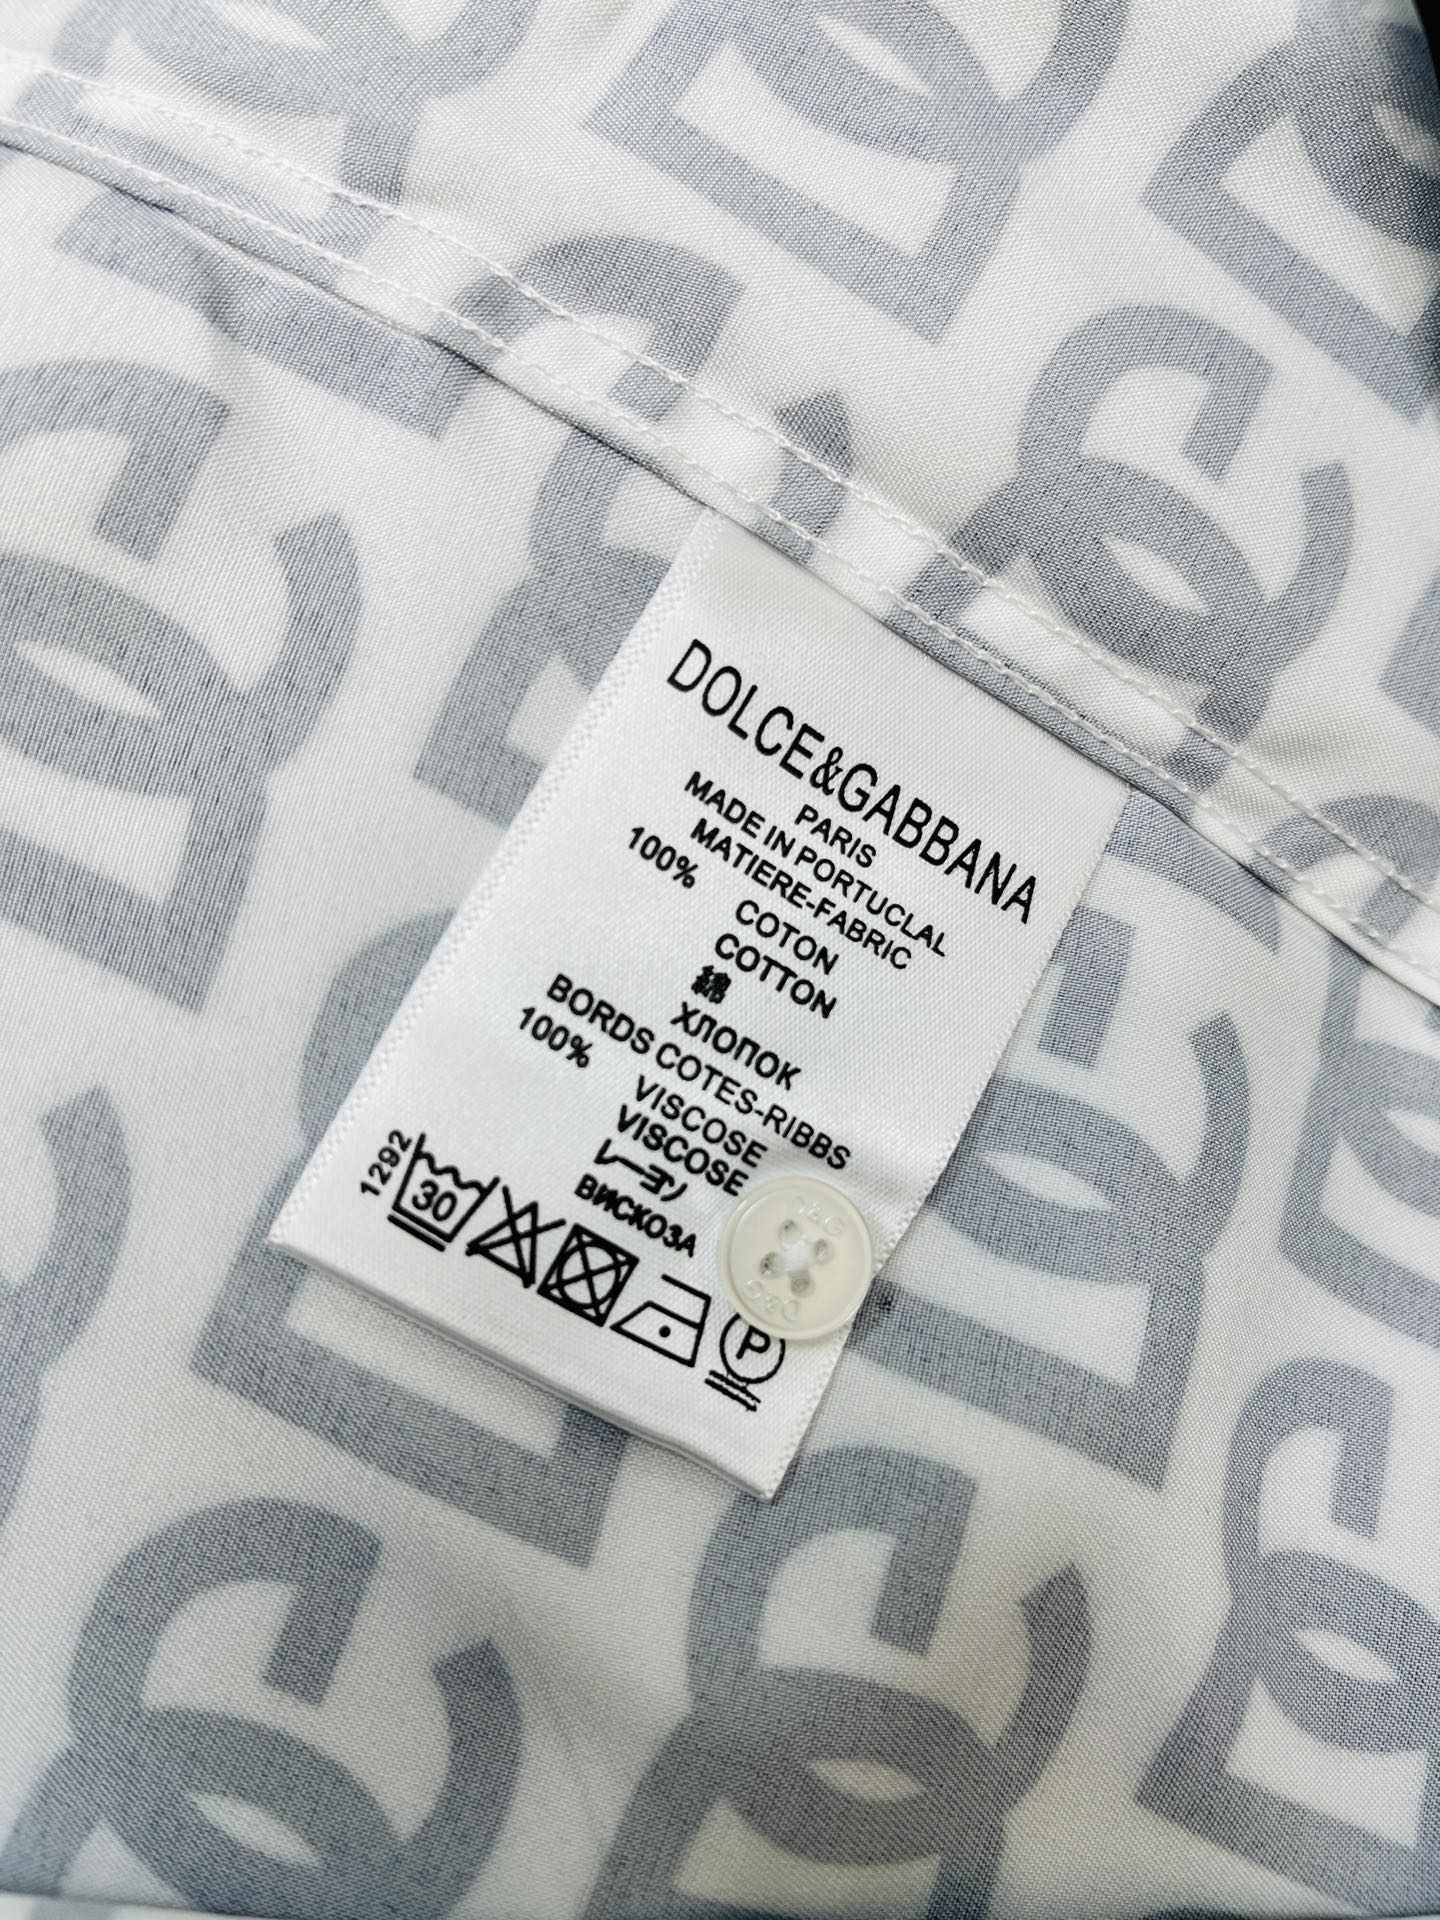 DOLCE&GABBANA
PARIS
MADE IN PORTUCLAL
MATIERE-FABRIC
100%
COTON
COTTON
綿
ХЛОПОК
BORDS COTES-RIBBS
100%
VISCOSE
VISCOSE
レーヨン
ВИСКОЗА
1292
30
P
D&G
D&G